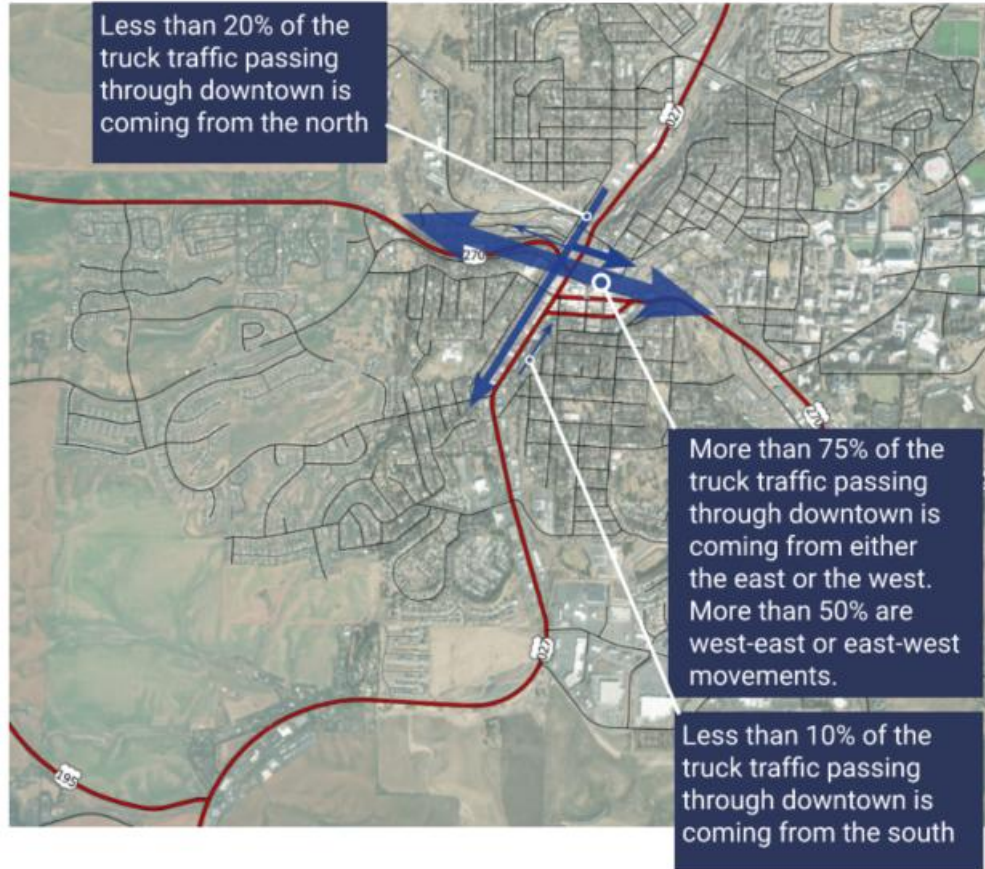 Less than 20% of the
truck traffic passing
through downtown is
coming from the north
027
270
270
More than 75% of the
truck traffic passing
through downtown is
coming from either
the east or the west.
More than 50% are
west-east or east-west
movements.
027
Less than 10% of the
truck traffic passing
through downtown is
coming from the south
195